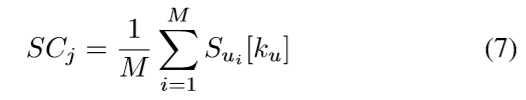 $SC_j = \frac{1}{M} \sum_{i=1}^{M} S_{u_i}[k_u]$ (7)